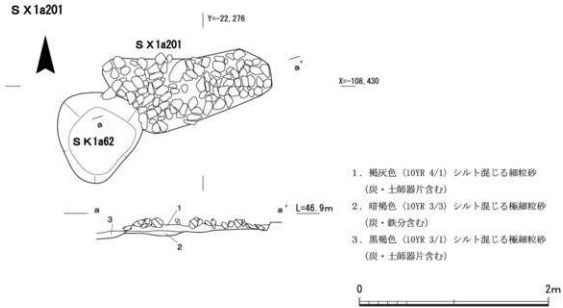 SX1a201
Y=-22,276
SX1a201
a'
X=-108,430
a
SK1a62
1. 褐灰色（10YR 4/1）シルト混じる細粒砂
（炭・土師器片含む）
2. 暗褐色（10YR 3/3）シルト混じる極細粒砂
（炭・鉄分含む）
3. 黒褐色（10YR 3/1）シルト混じる極細粒砂
（炭・土師器片含む）
a
3
1
2
a' L=46.9m
0 2m